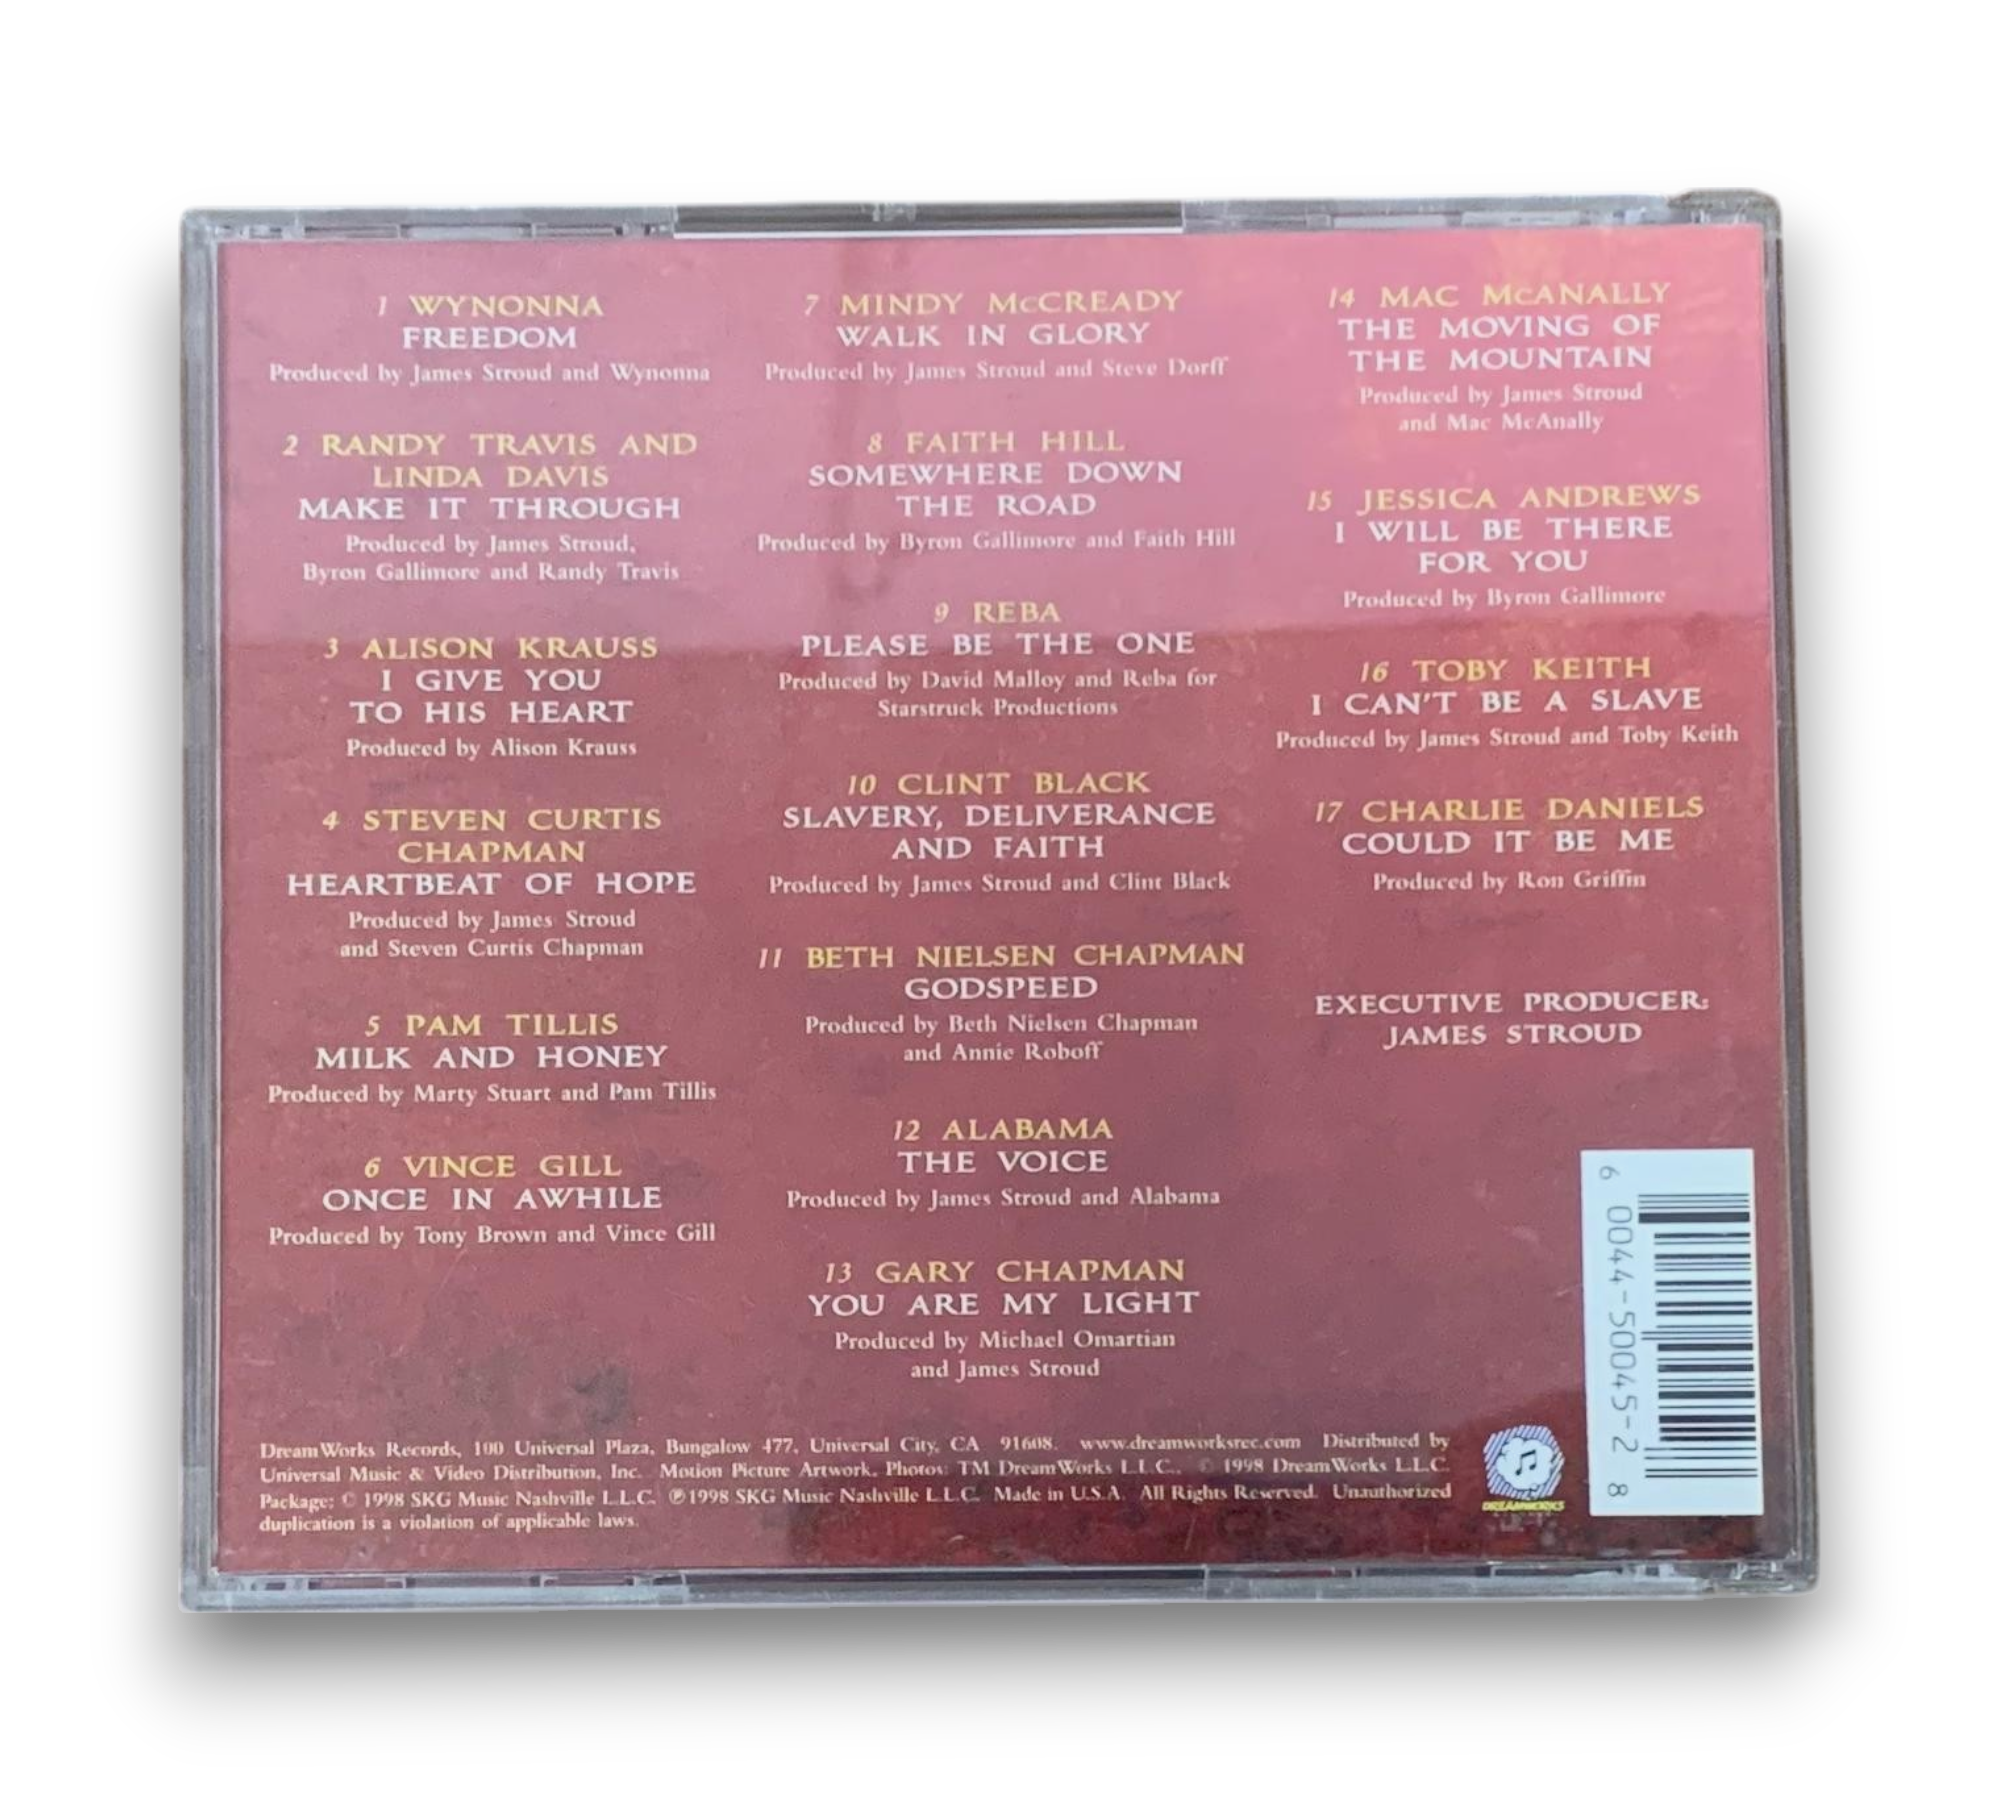 1 WYNONNA
FREEDOM
Produced by James Stroud and Wynonna
2 RANDY TRAVIS AND
LINDA DAVIS
MAKE IT THROUGH
Produced by James Stroud,
Byron Gallimore and Randy Travis
3 ALISON KRAUSS
I GIVE YOU
TO HIS HEART
Produced by Alison Krauss
4 STEVEN CURTIS
CHAPMAN
HEARTBEAT OF HOPE
Produced by James Stroud
and Steven Curtis Chapman
5 PAM TILLIS
MILK AND HONEY
Produced by Marty Stuart and Pam Tillis
6 VINCE GILL
ONCE IN AWHILE
Produced by Tony Brown and Vince Gill
7 MINDY McCREADY
WALK IN GLORY
Produced by James Stroud and Steve Dorff
8 FAITH HILL
SOMEWHERE DOWN
THE ROAD
Produced by Byron Gallimore and Faith Hill
9 REBA
PLEASE BE THE ONE
Produced by David Malloy and Reba for
Starstruck Productions
10 CLINT BLACK
SLAVERY, DELIVERANCE
AND FAITH
Produced by James Stroud and Clint Black
11 BETH NIELSEN CHAPMAN
GODSPEED
Produced by Beth Nielsen Chapman
and Annie Roboff
12 ALABAMA
THE VOICE
Produced by James Stroud and Alabama
13 GARY CHAPMAN
YOU ARE MY LIGHT
Produced by Michael Omartian
and James Stroud
14 MAC McANALLY
THE MOVING OF
THE MOUNTAIN
Produced by James Stroud
and Mac McAnally
15 JESSICA ANDREWS
I WILL BE THERE
FOR YOU
Produced by Byron Gallimore
16 TOBY KEITH
I CAN'T BE A SLAVE
Produced by James Stroud and Toby Keith
17 CHARLIE DANIELS
COULD IT BE ME
Produced by Ron Griffin
EXECUTIVE PRODUCER:
JAMES STROUD
6 0044-50045-2 8
DreamWorks Records, 100 Universal Plaza, Bungalow 477, Universal City, CA 91608. www.dreamworksrec.com Distributed by
Universal Music & Video Distribution, Inc. Motion Picture Artwork, Photos: TM DreamWorks L.L.C., © 1998 DreamWorks L.L.C.
Package: © 1998 SKG Music Nashville L.L.C. ℗1998 SKG Music Nashville L.L.C. Made in U.S.A. All Rights Reserved. Unauthorized
duplication is a violation of applicable laws.
DREAMWORKS